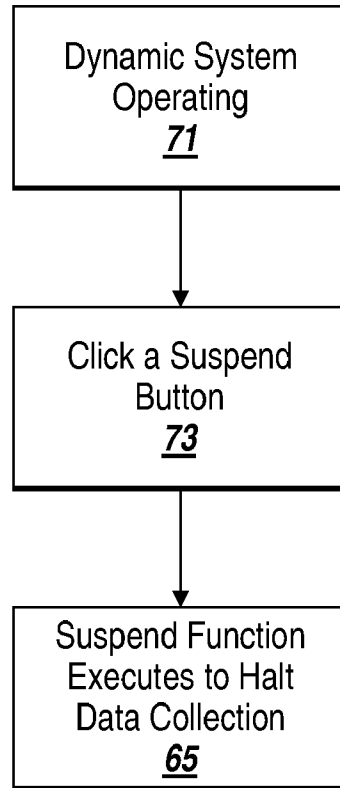 Dynamic System
Operating
71
Click a Suspend
Button
73
Suspend Function
Executes to Halt
Data Collection
65